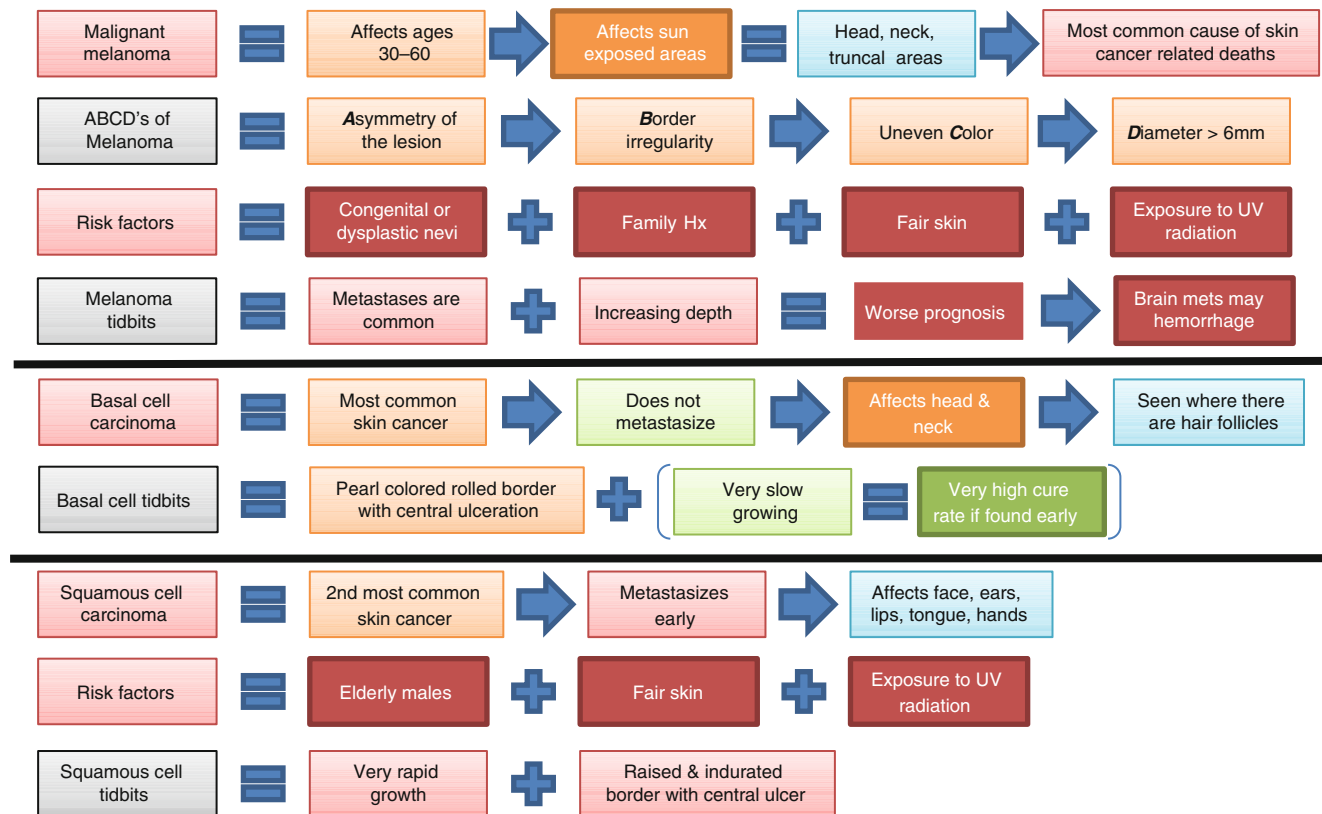 Malignant
melanoma
Affects ages
30–60
Affects sun
exposed areas
Head, neck,
truncal areas
Most common cause of skin
cancer related deaths
ABCD's of
Melanoma
Asymmetry of
the lesion
Border
irregularity
Uneven Color
Diameter > 6mm
Risk factors
Congenital or
dysplastic nevi
Family Hx
Fair skin
Exposure to UV
radiation
Melanoma
tidbits
Metastases are
common
Increasing depth
Worse prognosis
Brain mets may
hemorrhage
Basal cell
carcinoma
Most common
skin cancer
Does not
metastasize
Affects head &
neck
Seen where there
are hair follicles
Basal cell tidbits
Pearl colored rolled border
with central ulceration
Very slow
growing
Very high cure
rate if found early
Squamous cell
carcinoma
2nd most common
skin cancer
Metastasizes
early
Affects face, ears,
lips, tongue, hands
Risk factors
Elderly males
Fair skin
Exposure to UV
radiation
Squamous cell
tidbits
Very rapid
growth
Raised & indurated
border with central ulcer